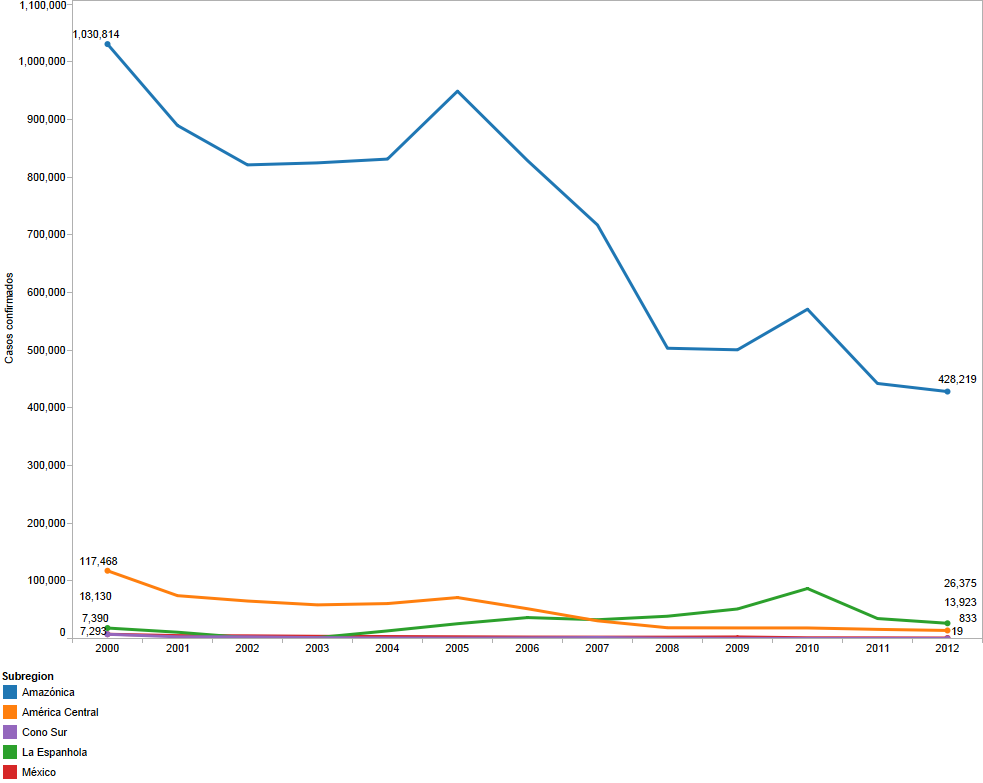 1,100,000
1,030,814
1,000,000
900,000
800,000
700,000
600,000
500,000
428,219
400,000
300,000
200,000
117,468
100,000
26,375
18,130
13,923
7,390
833
0
7,293
19
Casos confirmados
2000 2001 2002 2003 2004 2005 2006 2007 2008 2009 2010 2011 2012
Subregion
Amazónica
América Central
Cono Sur
La Espanhola
México